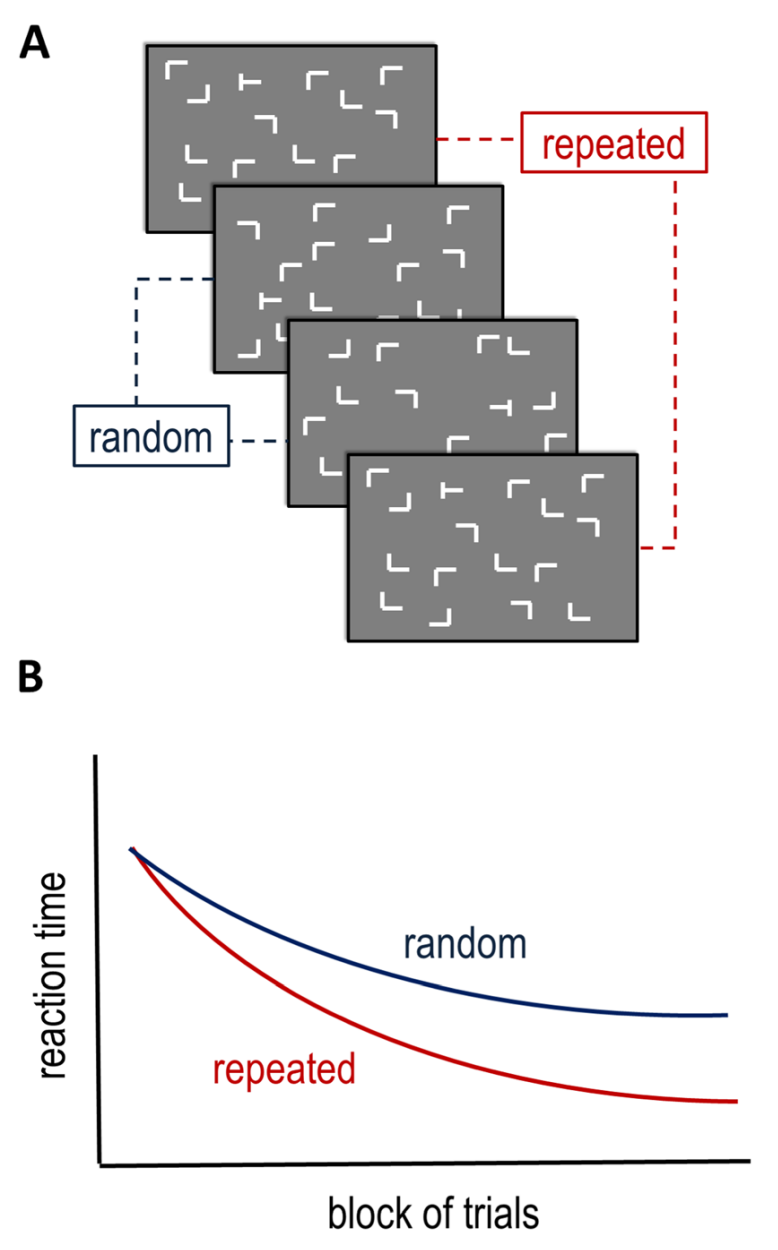 A
repeated
random
B
reaction time
random
repeated
block of trials